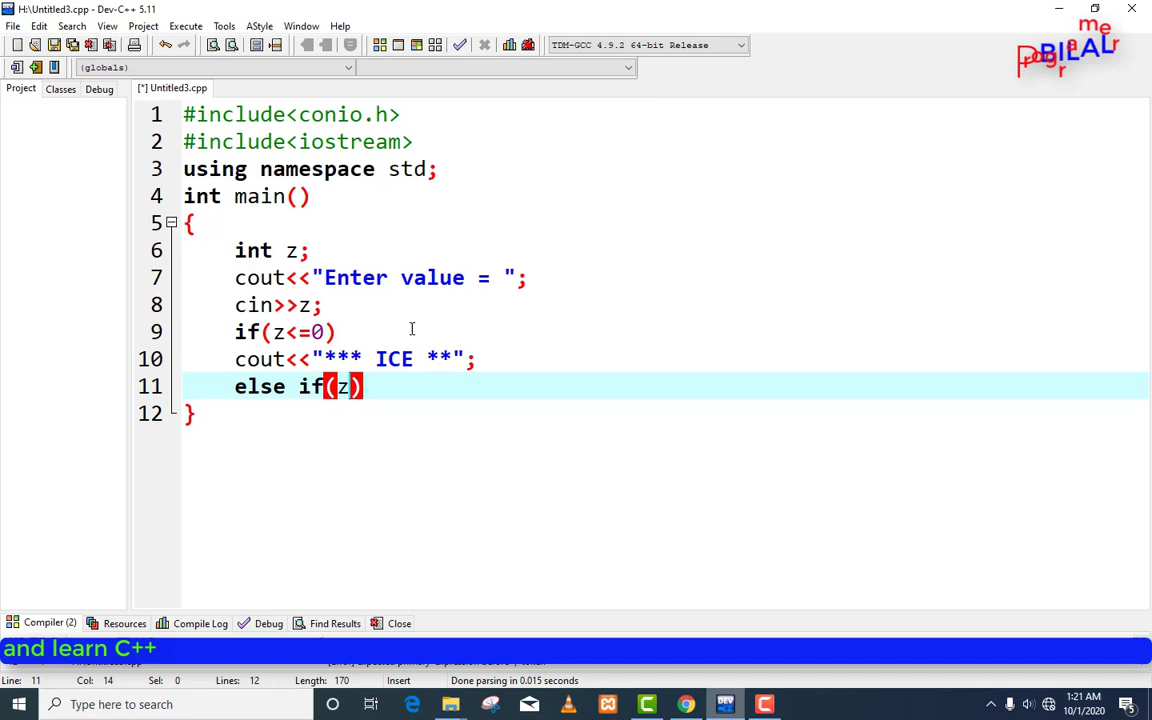 H:\Untitled3.cpp - Dev-C++ 5.11
File Edit Search View Project Execute Tools AStyle Window Help
TDM-GCC 4.9.2 64-bit Release
(globals)
Programmer
BILAL
Project Classes Debug
[*] Untitled3.cpp
1 #include<conio.h>
2 #include<iostream>
3 using namespace std;
4 int main()
5 {
6 int z;
7 cout<<"Enter value = ";
8 cin>>z;
9 if(z<=0)
10 cout<<"*** ICE **";
11 else if(z)
12 }
Compiler (2) Resources Compile Log Debug Find Results Close
and learn C++
Line: 11 Col: 14 Sel: 0 Lines: 12 Length: 170 Insert Done parsing in 0.015 seconds
Type here to search
DEV
1:21 AM
10/1/2020
5